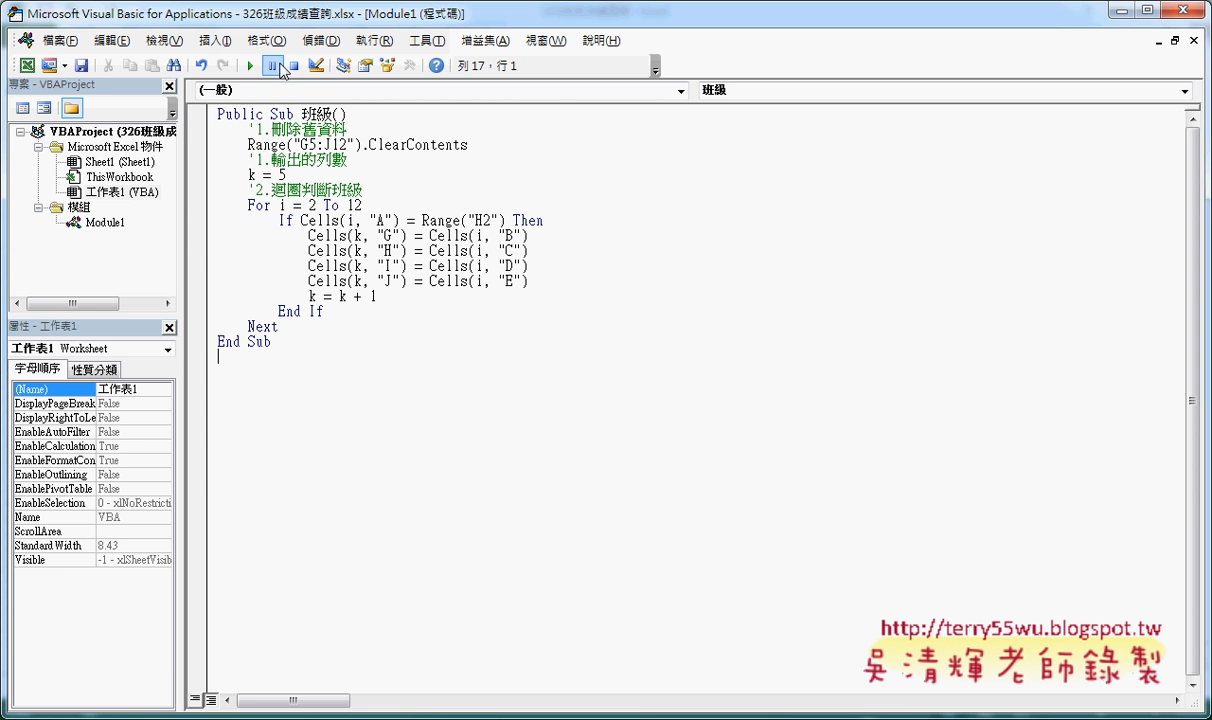 Microsoft Visual Basic for Applications - 326班級成績查詢.xlsx - [Module1 (程式碼)]
檔案(F) 編輯(E) 檢視(V) 插入(I) 格式(O) 偵錯(D) 執行(R) 工具(T) 增益集(A) 視窗(W) 說明(H)
列 17，行 1
專案 - VBAProject
(一般)
班級
VBAProject (326班級成
Microsoft Excel 物件
Sheet1 (Sheet1)
ThisWorkbook
工作表1 (VBA)
模組
Module1
屬性 - 工作表1
工作表1 Worksheet
字母順序 性質分類
(Name) 工作表1
DisplayPageBreak False
DisplayRightToLe False
EnableAutoFilter False
EnableCalculation True
EnableFormatCon True
EnableOutlining False
EnablePivotTable False
EnableSelection 0 - xlNoRestricti
Name VBA
ScrollArea
StandardWidth 8.43
Visible -1 - xlSheetVisib
Public Sub 班級()
'1.刪除舊資料
Range("G5:J12").ClearContents
'1.輸出的列數
k = 5
'2.迴圈判斷班級
For i = 2 To 12
If Cells(i, "A") = Range("H2") Then
Cells(k, "G") = Cells(i, "B")
Cells(k, "H") = Cells(i, "C")
Cells(k, "I") = Cells(i, "D")
Cells(k, "J") = Cells(i, "E")
k = k + 1
End If
Next
End Sub
http://terry55wu.blogspot.tw
吳清輝老師錄製